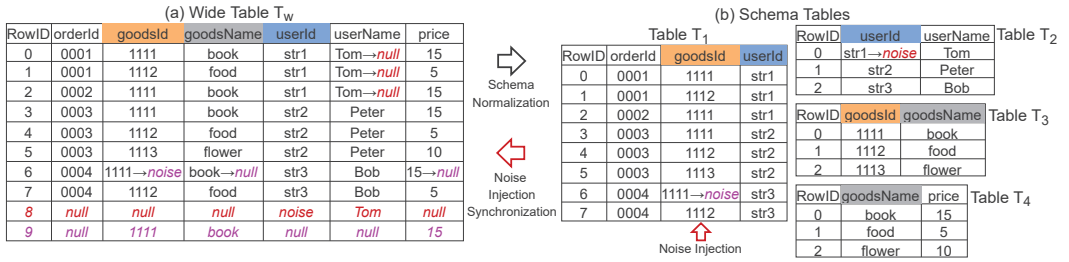 (a) Wide Table Tw
RowID orderId goodsId goodsName userId userName price
0 0001 1111 book str1 Tom→null 15
1 0001 1112 food str1 Tom→null 5
2 0002 1111 book str1 Tom→null 15
3 0003 1111 book str2 Peter 15
4 0003 1112 food str2 Peter 5
5 0003 1113 flower str2 Peter 10
6 0004 1111→noise book→null str3 Bob 15→null
7 0004 1112 food str3 Bob 5
8 null null null noise Tom null
9 null 1111 book null null 15
Schema
Normalization
Noise
Injection
Synchronization
(b) Schema Tables
Table T1
RowID orderId goodsId userId
0 0001 1111 str1
1 0001 1112 str1
2 0002 1111 str1
3 0003 1111 str2
4 0003 1112 str2
5 0003 1113 str2
6 0004 1111→noise str3
7 0004 1112 str3
Noise Injection
Table T2
RowID userId userName
0 str1→noise Tom
1 str2 Peter
2 str3 Bob
Table T3
RowID goodsId goodsName
0 1111 book
1 1112 food
2 1113 flower
Table T4
RowID goodsName price
0 book 15
1 food 5
2 flower 10